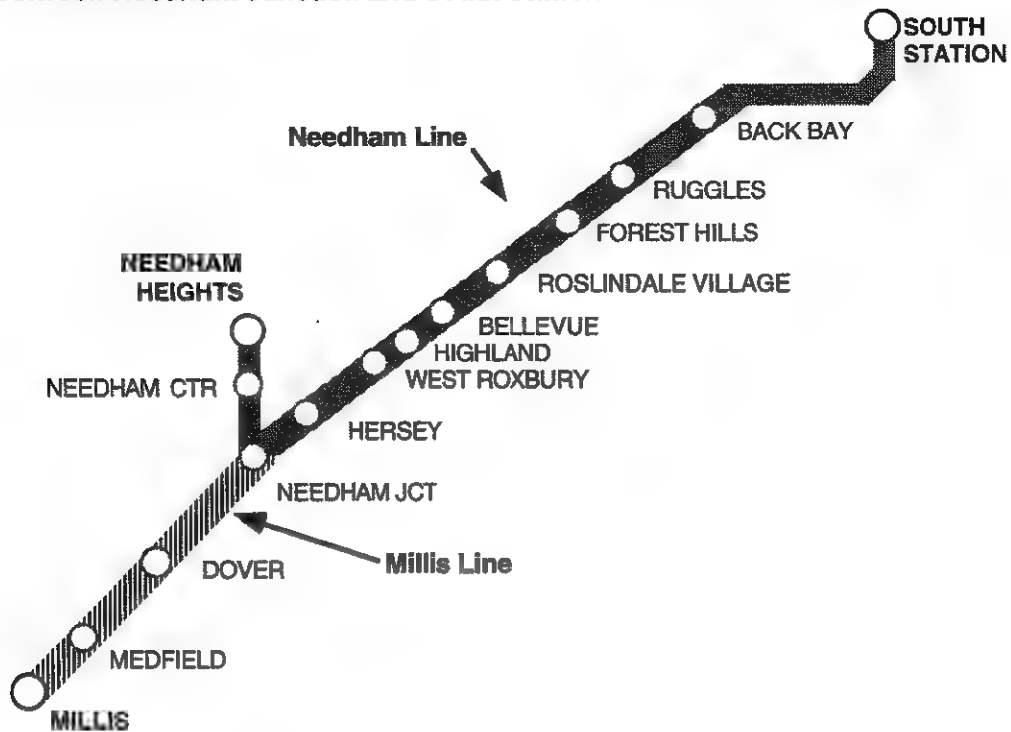 SOUTH
STATION
BACK BAY
Needham Line
RUGGLES
FOREST HILLS
NEEDHAM
HEIGHTS
ROSLINDALE VILLAGE
BELLEVUE
HIGHLAND
WEST ROXBURY
NEEDHAM CTR
HERSEY
NEEDHAM JCT
DOVER
Millis Line
MEDFIELD
MILLIS